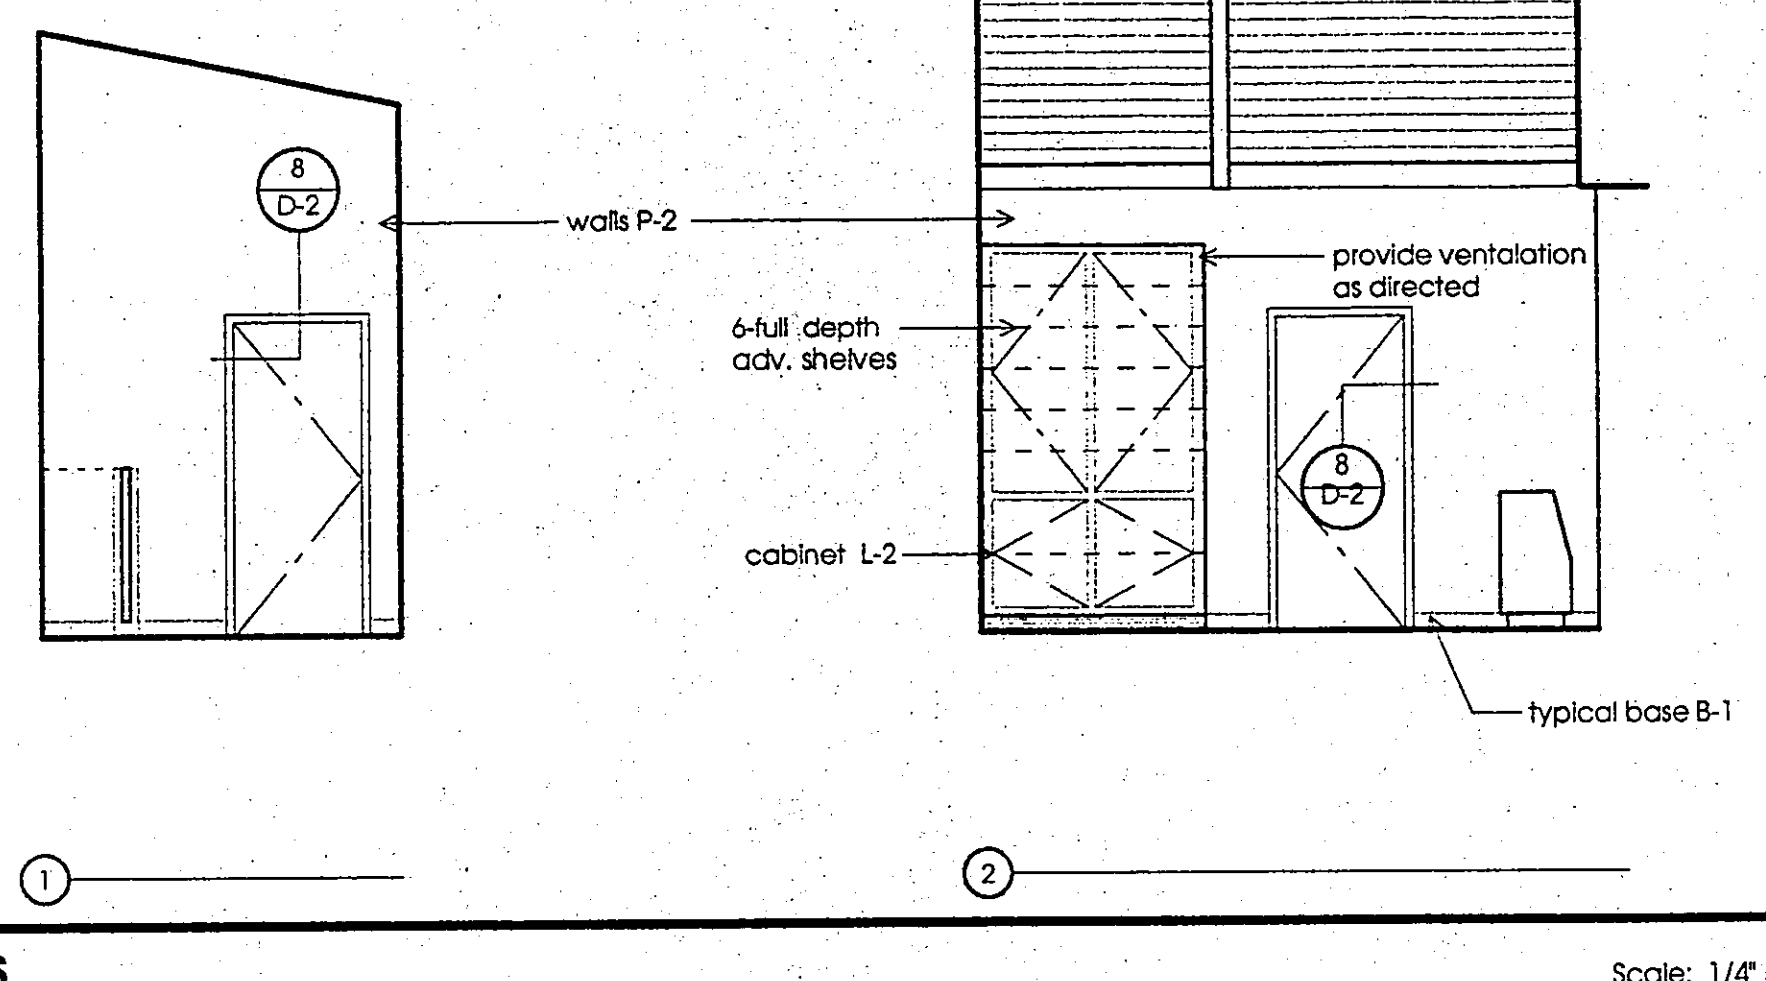 8
D-2
walls P-2
provide ventalation
as directed
6-full depth
adv. shelves
8
D-2
cabinet L-2
typical base B-1
1
2
s
Scale: 1/4"